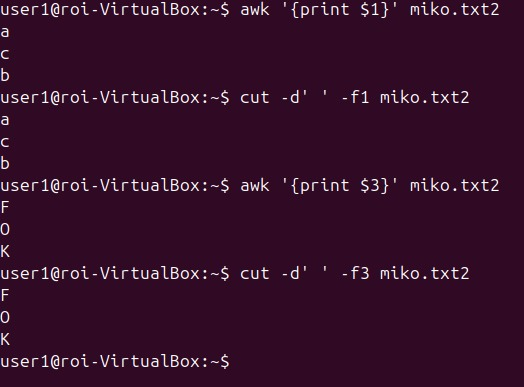 user1@roi-VirtualBox:~$ awk '{print $1}' miko.txt2
a
c
b
user1@roi-VirtualBox:~$ cut -d' ' -f1 miko.txt2
a
c
b
user1@roi-VirtualBox:~$ awk '{print $3}' miko.txt2
F
O
K
user1@roi-VirtualBox:~$ cut -d' ' -f3 miko.txt2
F
O
K
user1@roi-VirtualBox:~$